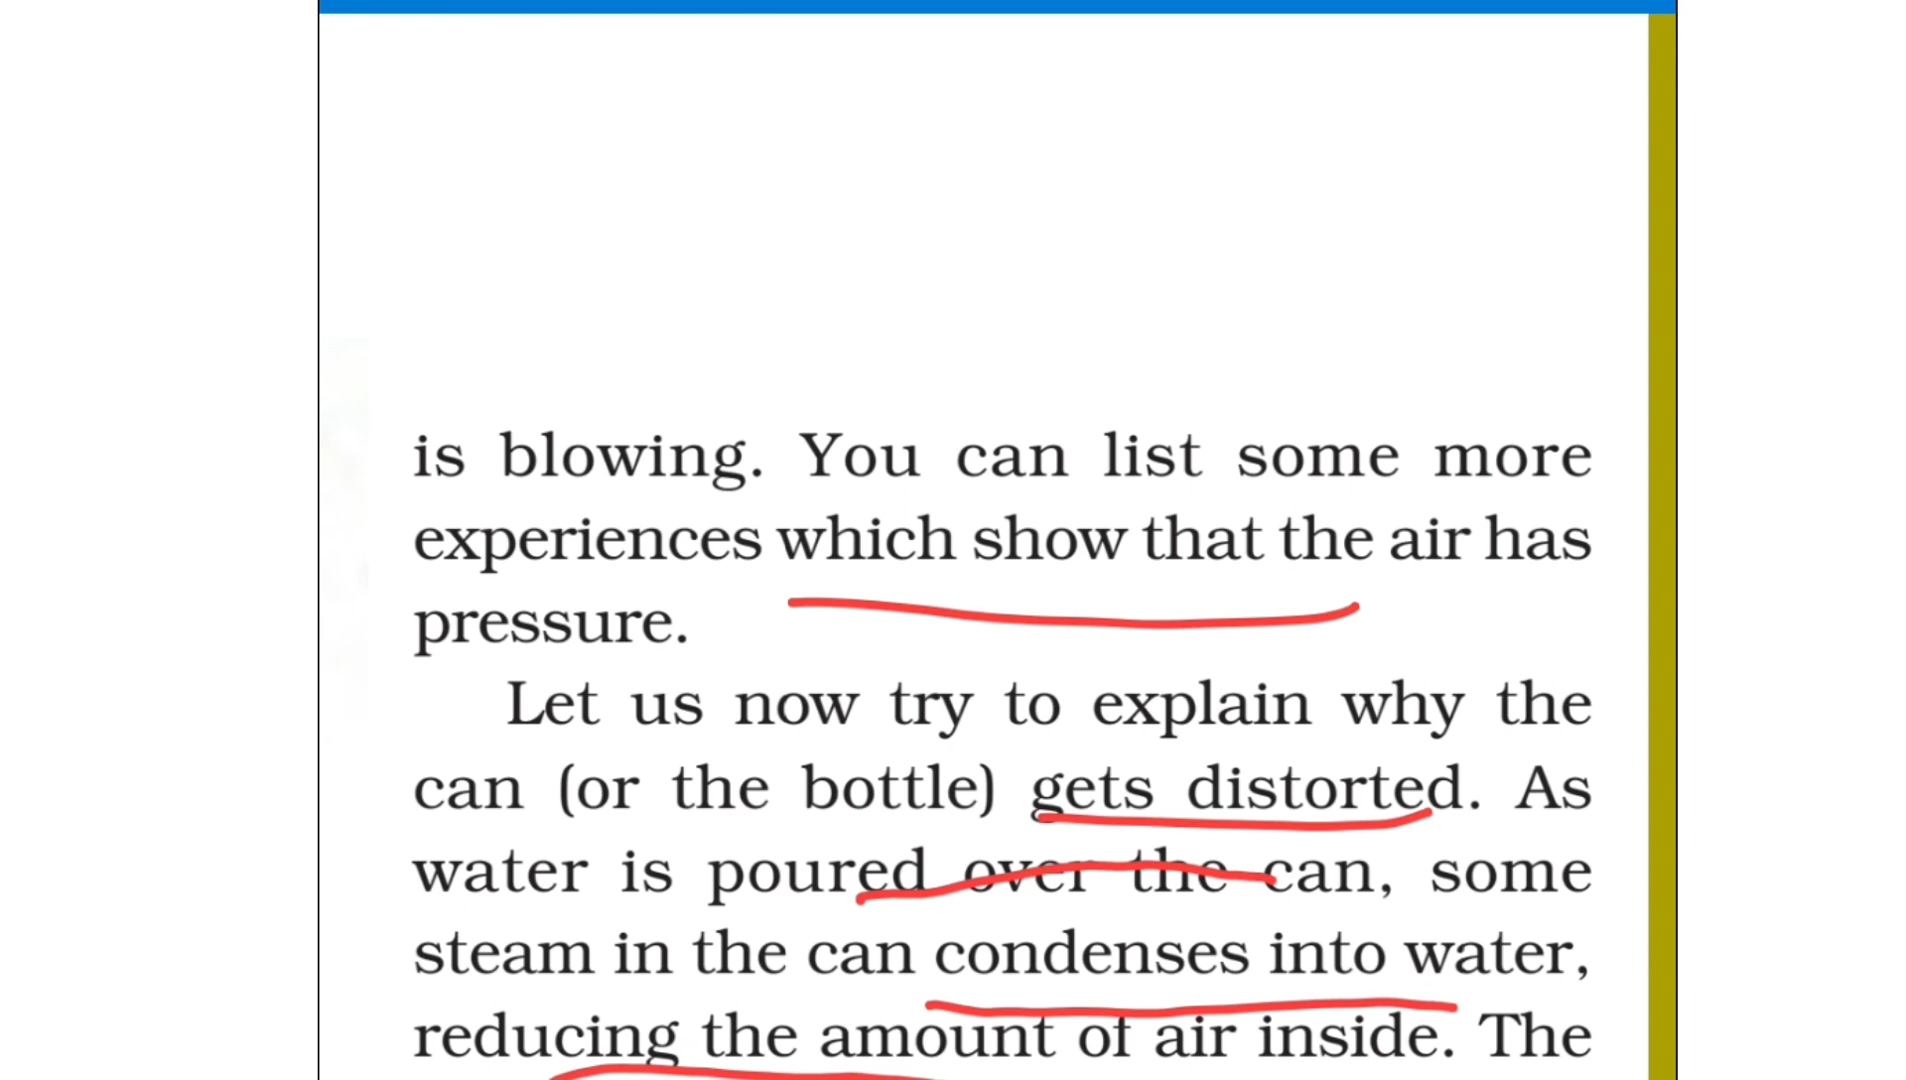 is blowing. You can list some more
experiences which show that the air has
pressure.
Let us now try to explain why the
can (or the bottle) gets distorted. As
water is poured over the can, some
steam in the can condenses into water,
reducing the amount of air inside. The